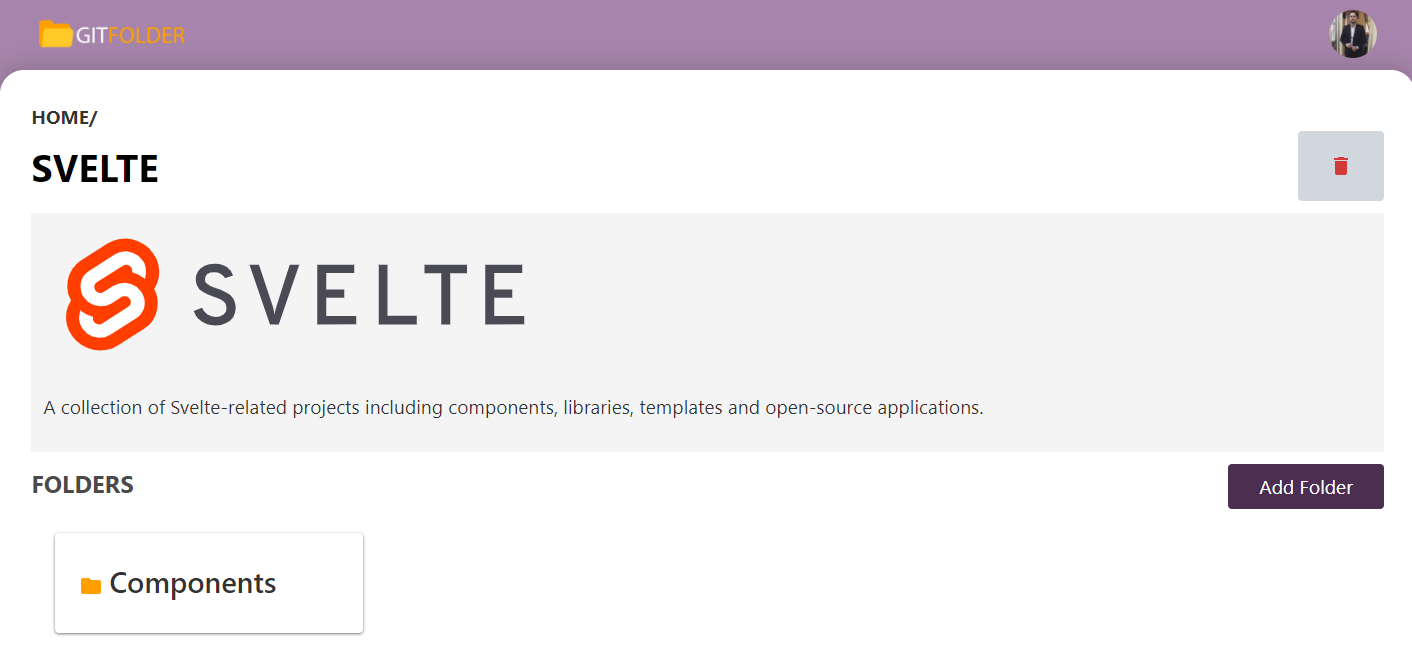 GITFOLDER
HOME/
SVELTE
SVELTE
A collection of Svelte-related projects including components, libraries, templates and open-source applications.
FOLDERS
Add Folder
Components